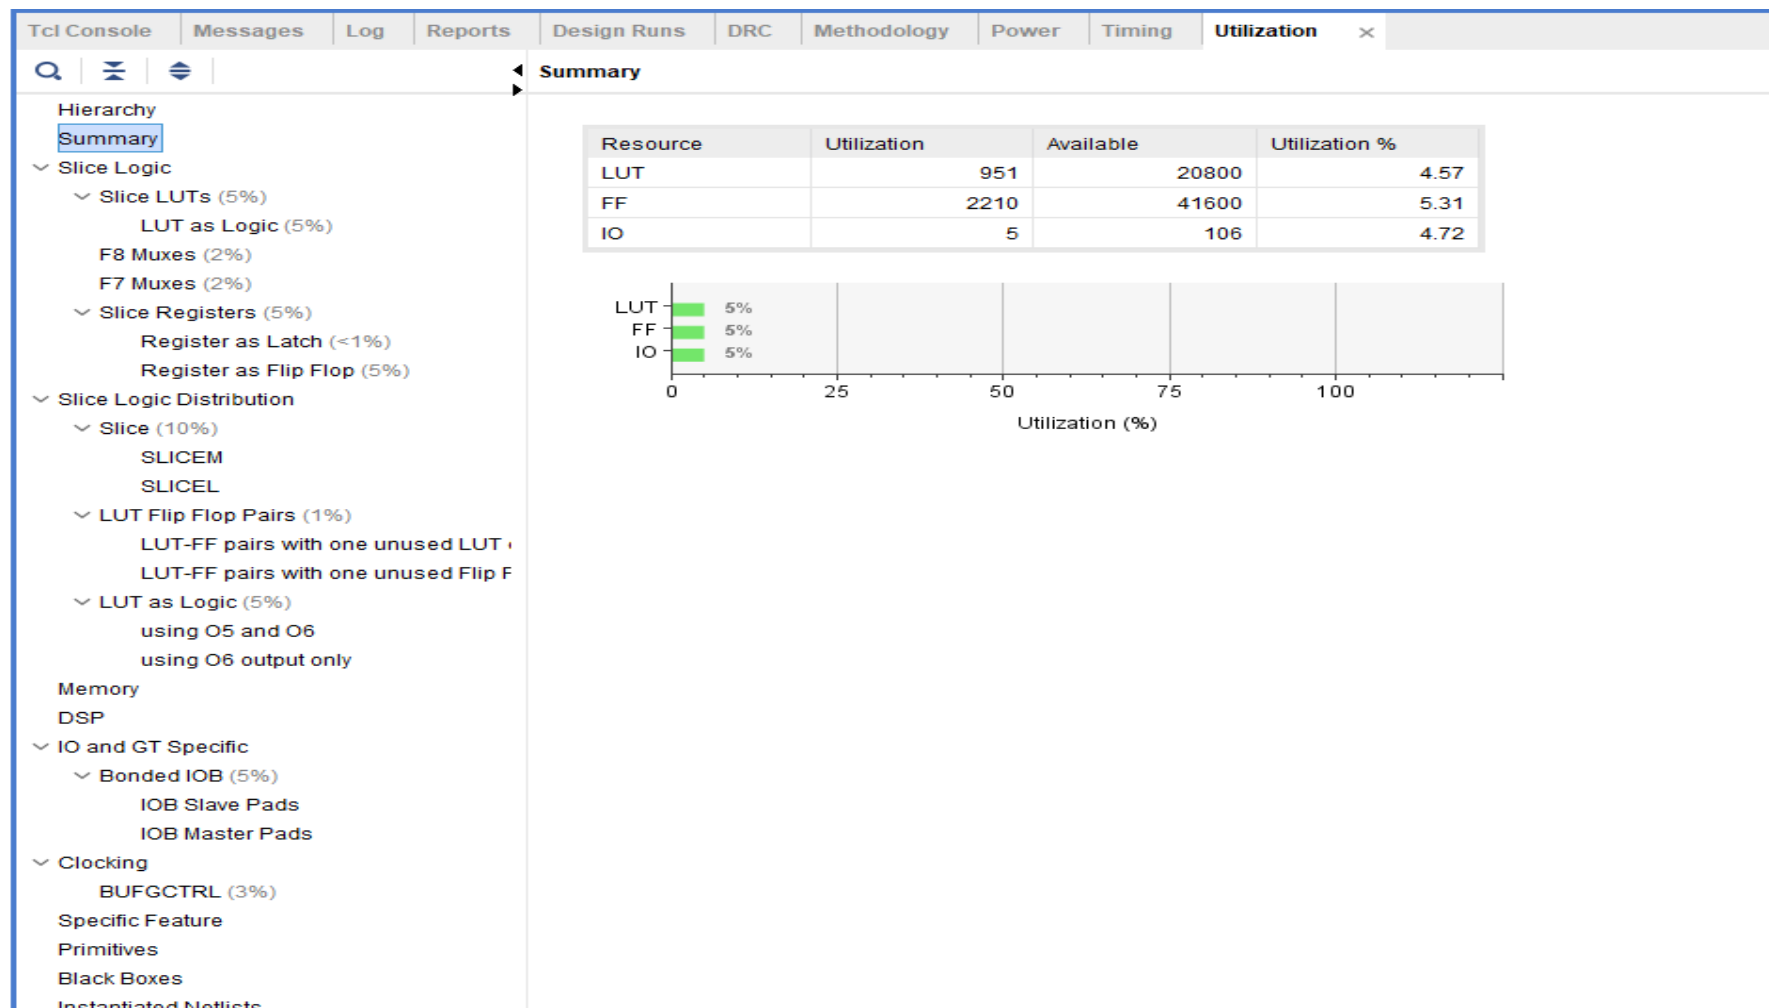 Tcl Console Messages Log Reports Design Runs DRC Methodology Power Timing Utilization
Summary
Hierarchy
Summary
Slice Logic
Slice LUTs (5%)
LUT as Logic (5%)
F8 Muxes (2%)
F7 Muxes (2%)
Slice Registers (5%)
Register as Latch (<1%)
Register as Flip Flop (5%)
Slice Logic Distribution
Slice (10%)
SLICEM
SLICEL
LUT Flip Flop Pairs (1%)
LUT-FF pairs with one unused LUT
LUT-FF pairs with one unused Flip F
LUT as Logic (5%)
using O5 and O6
using O6 output only
Memory
DSP
IO and GT Specific
Bonded IOB (5%)
IOB Slave Pads
IOB Master Pads
Clocking
BUFGCTRL (3%)
Specific Feature
Primitives
Black Boxes
Instantiated Netlists
Resource Utilization Available Utilization %
LUT 951 20800 4.57
FF 2210 41600 5.31
IO 5 106 4.72
LUT 5%
FF 5%
IO 5%
0 25 50 75 100
Utilization (%)